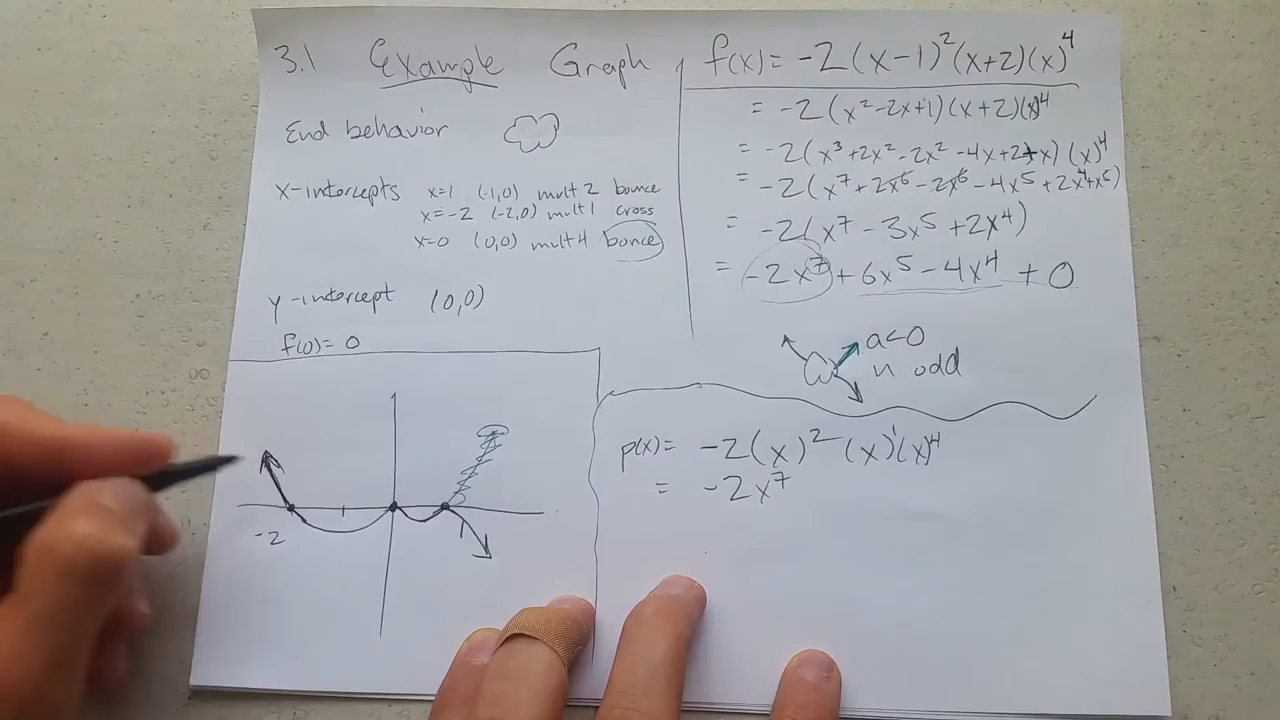 3.1 Example Graph
f(x) = -2(x-1)²(x+2)(x)⁴
= -2(x²-2x+1)(x+2)(x)⁴
= -2(x³+2x²-2x²-4x+2+x)(x)⁴
= -2(x⁷+2x⁶-2x⁶-4x⁵+2x⁴+x⁵)
= -2(x⁷-3x⁵+2x⁴)
= -2x⁷+6x⁵-4x⁴+0
End behavior
x-intercepts x=1 (-1,0) mult 2 bounce
x=-2 (-2,0) mult 1 cross
x=0 (0,0) mult 4 bounce
y-intercept (0,0)
f(0)=0
a<0
n odd
-2
p(x) = -2(x)²(x)¹(x)⁴
= -2x⁷